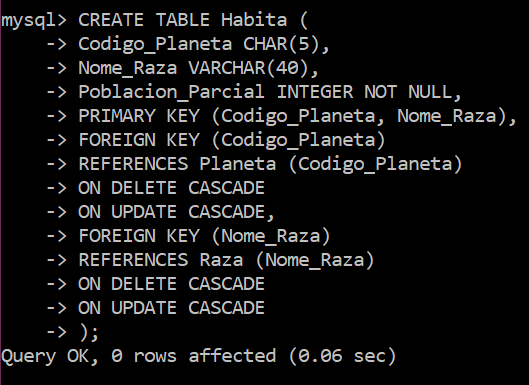 mysql> CREATE TABLE Habita (
-> Codigo_Planeta CHAR(5),
-> Nome_Raza VARCHAR(40),
-> Poblacion_Parcial INTEGER NOT NULL,
-> PRIMARY KEY (Codigo_Planeta, Nome_Raza),
-> FOREIGN KEY (Codigo_Planeta)
-> REFERENCES Planeta (Codigo_Planeta)
-> ON DELETE CASCADE
-> ON UPDATE CASCADE,
-> FOREIGN KEY (Nome_Raza)
-> REFERENCES Raza (Nome_Raza)
-> ON DELETE CASCADE
-> ON UPDATE CASCADE
-> );
Query OK, 0 rows affected (0.06 sec)